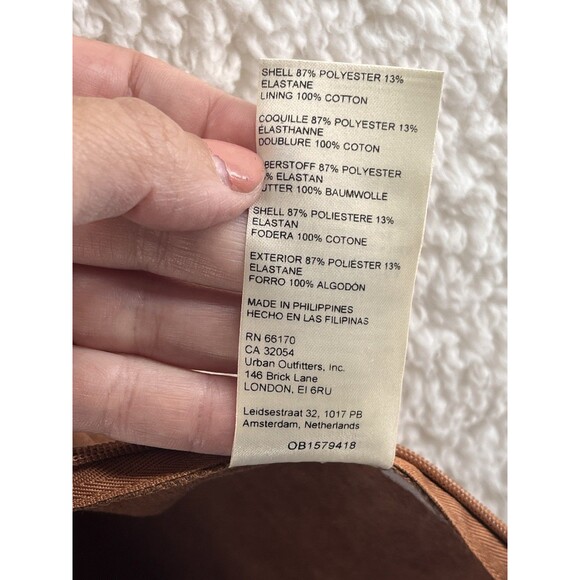 SHELL 87% POLYESTER 13%
ELASTANE
LINING 100% COTTON
COQUILLE 87% POLYESTER 13%
ÉLASTHANNE
DOUBLURE 100% COTON
87% POLYESTER
ELASTAN
100% BAUMWOLLE
SHELL 87% POLIESTERE 13%
ELASTAN
FODERA 100% COTONE
EXTERIOR 87% POLIÉSTER 13%
ELASTANE
FORRO 100% ALGODÓN
MADE IN PHILIPPINES
HECHO EN LAS FILIPINAS
RN 66170
CA 32054
Urban Outfitters, Inc.
146 Brick Lane
LONDON, EI 6RU
Leidsestraat 32, 1017 PB
Amsterdam, Netherlands
OB1579418